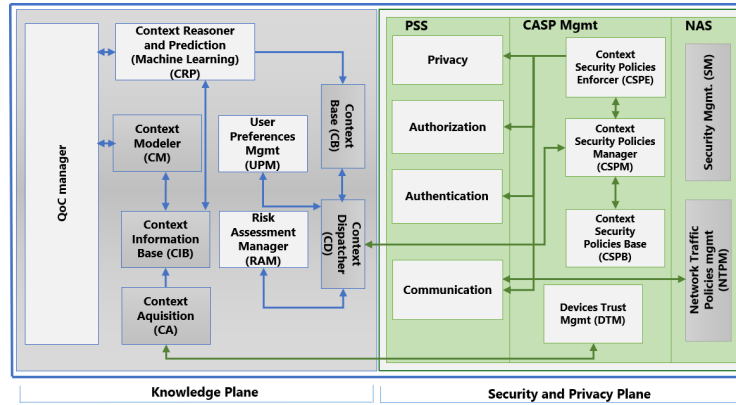 QoC manager
Context Reasoner
and Prediction
(Machine Learning)
(CRP)
Context
Modeler
(CM)
Context
Information
Base (CIB)
Context
Aquisition
(CA)
User
Preferences
Mgmt
(UPM)
Risk
Assessment
Manager
(RAM)
Context
Base (CB)
Context
Dispatcher
(CD)
PSS
Privacy
Authorization
Authentication
Communication
CASP Mgmt
Context
Security Policies
Enforcer (CSPE)
Context
Security Policies
Manager
(CSPM)
Context
Security
Policies Base
(CSPB)
Devices Trust
Mgmt (DTM)
NAS
Security Mgmt. (SM)
Network Traffic
Policies mgmt
(NTPM)
Knowledge Plane
Security and Privacy Plane